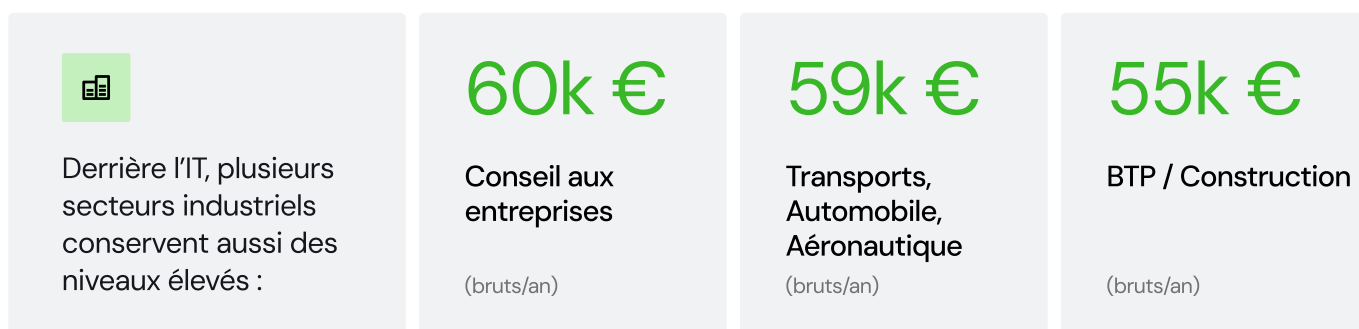 Derrière l’IT, plusieurs
secteurs industriels
conservent aussi des
niveaux élevés :
60k €
Conseil aux
entreprises
(bruts/an)
59k €
Transports,
Automobile,
Aéronautique
(bruts/an)
55k €
BTP / Construction
(bruts/an)